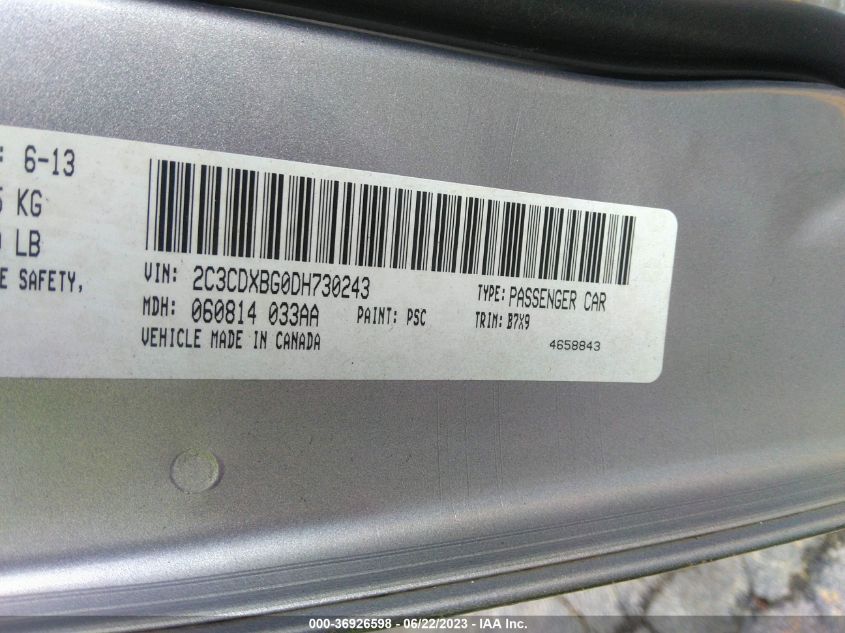 : 6-13
KG
LB
E SAFETY,
VIN: 2C3CDXBG0DH730243
TYPE: PASSENGER CAR
MDH: 060814 033AA
PAINT: PSC
TRIM: B7X9
VEHICLE MADE IN CANADA
4658843
000-36926598 - 06/22/2023 - IAA Inc.